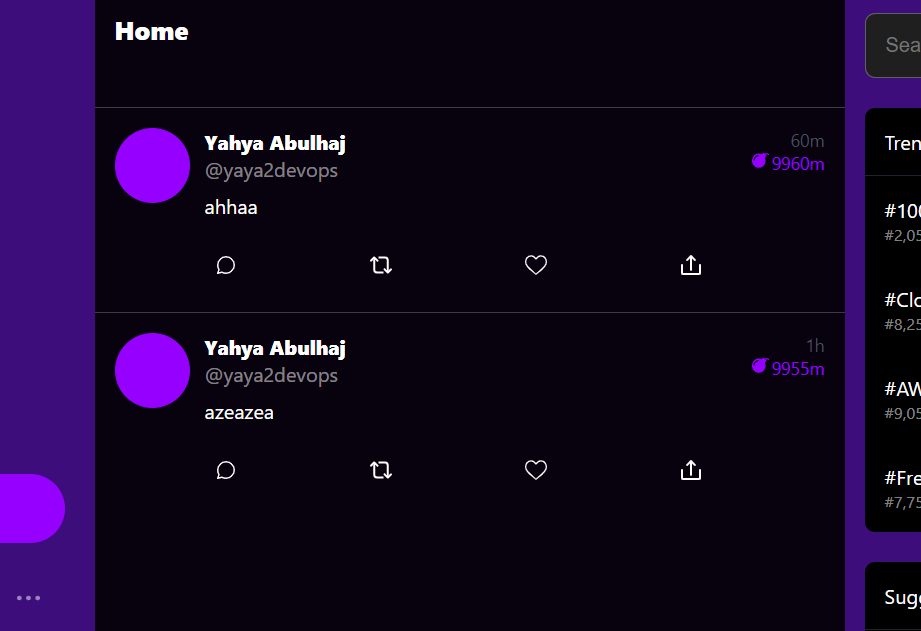 Home
Yahya Abulhaj
60m
@yaya2devops
9960m
ahhaa
Yahya Abulhaj
1h
@yaya2devops
9955m
azeazea
Sea
Tren
#100
#2,05
#Clo
#8,25
#AW
#9,05
#Fre
#7,75
Sugg